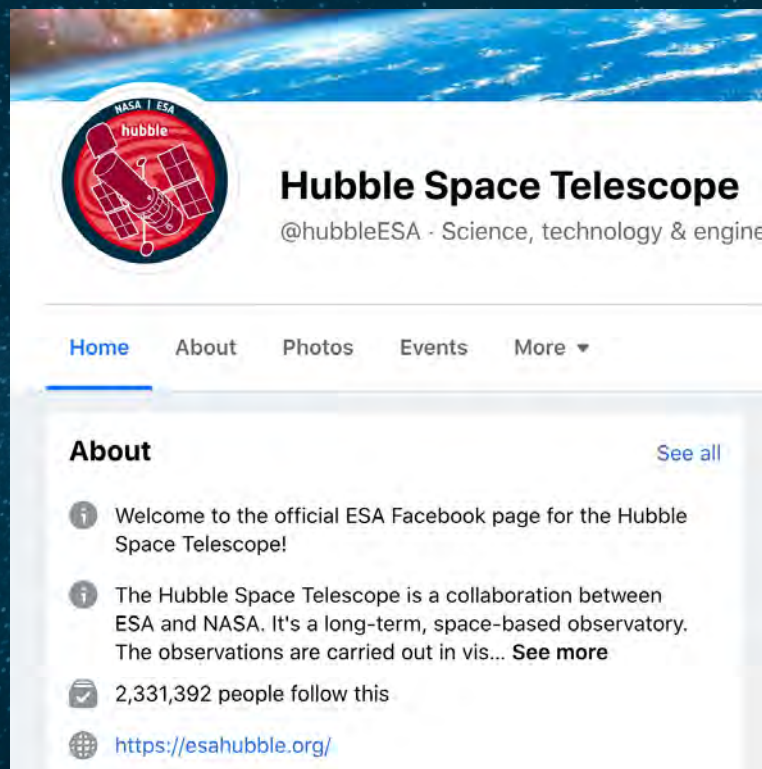 NASA | ESA
hubble
Hubble Space Telescope
@hubbleESA · Science, technology & engine
Home About Photos Events More
About See all
Welcome to the official ESA Facebook page for the Hubble
Space Telescope!
The Hubble Space Telescope is a collaboration between
ESA and NASA. It's a long-term, space-based observatory.
The observations are carried out in vis... See more
2,331,392 people follow this
https://esahubble.org/